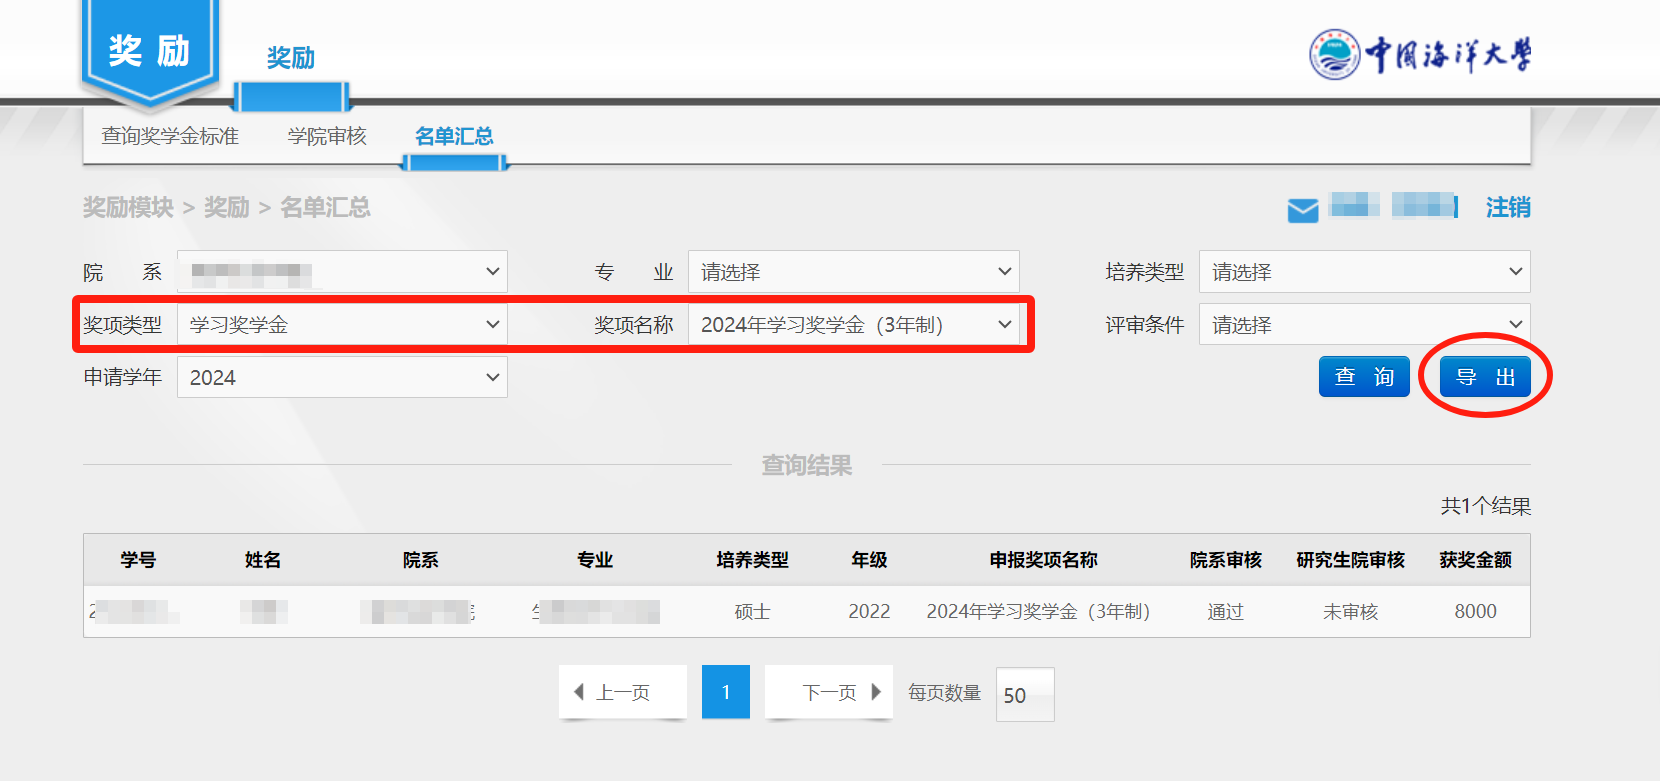 奖 励
奖励
中国海洋大学
查询奖学金标准 学院审核 名单汇总
奖励模块 > 奖励 > 名单汇总
注销
院 系
专 业 请选择
培养类型 请选择
奖项类型 学习奖学金
奖项名称 2024年学习奖学金（3年制）
评审条件 请选择
申请学年 2024
查 询 导 出
查询结果
共1个结果
学号 姓名 院系 专业 培养类型 年级 申报奖项名称 院系审核 研究生院审核 获奖金额
硕士 2022 2024年学习奖学金（3年制） 通过 未审核 8000
上一页 1 下一页 每页数量 50